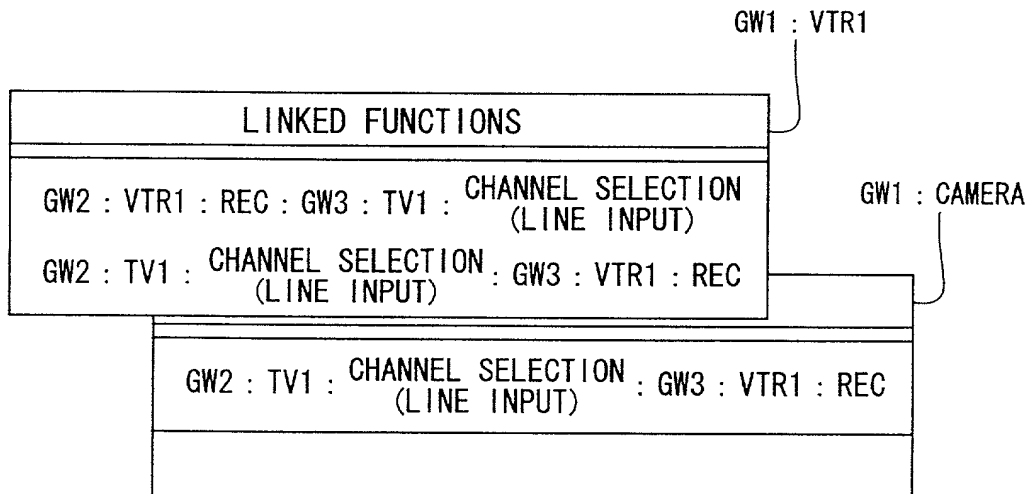 GW1 : VTR1
LINKED FUNCTIONS
GW2 : VTR1 : REC : GW3 : TV1 : CHANNEL SELECTION (LINE INPUT)
GW2 : TV1 : CHANNEL SELECTION (LINE INPUT) : GW3 : VTR1 : REC
GW1 : CAMERA
GW2 : TV1 : CHANNEL SELECTION (LINE INPUT) : GW3 : VTR1 : REC